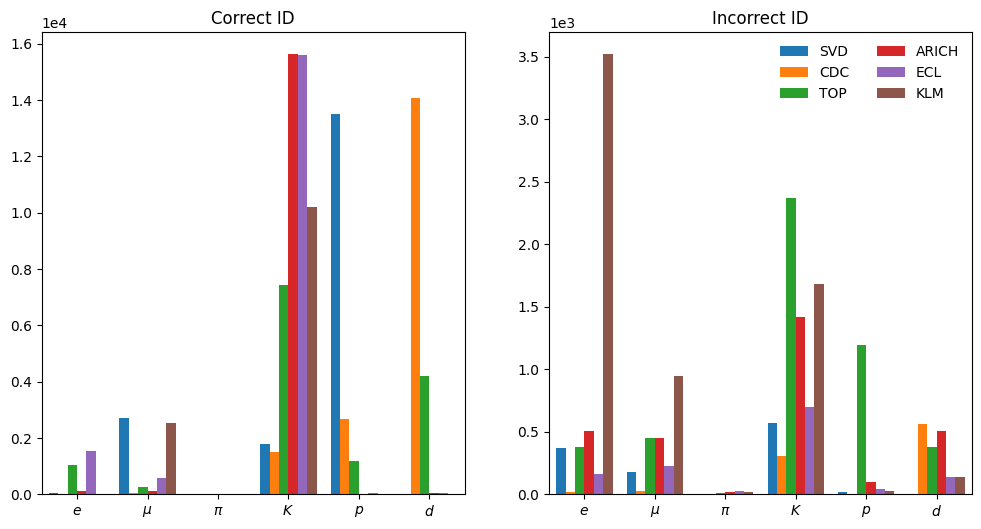 Correct ID
1e4
1.6
1.4
1.2
1.0
0.8
0.6
0.4
0.2
0.0
e
μ
π
K
p
d
Incorrect ID
1e3
3.5
3.0
2.5
2.0
1.5
1.0
0.5
0.0
e
μ
π
K
p
d
SVD
CDC
TOP
ARICH
ECL
KLM